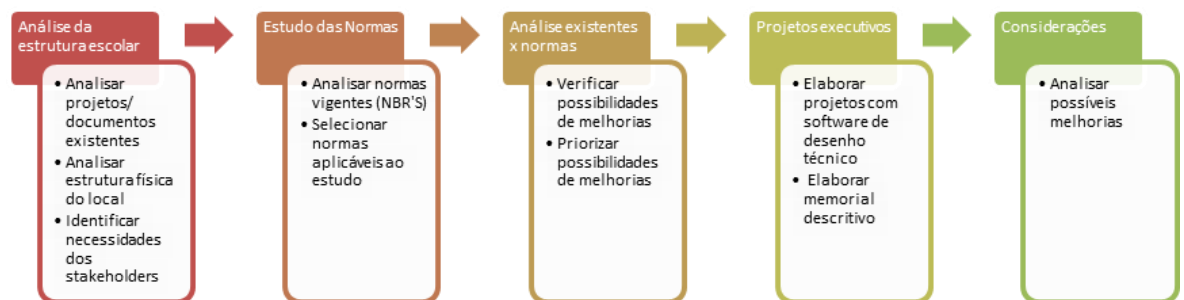 Análise da
estrutura escolar
• Analisar
projetos/
documentos
existentes
• Analisar
estrutura física
do local
• Identificar
necessidades
dos
stakeholders
Estudo das Normas
• Analisar normas
vigentes (NBR'S)
• Selecionar
normas
aplicáveis ao
estudo
Análise existentes
x normas
• Verificar
possibilidades
de melhorias
• Priorizar
possibilidades
de melhorias
Projetos executivos
• Elaborar
projetos com
software de
desenho
técnico
• Elaborar
memorial
descritivo
Considerações
• Analisar
possíveis
melhorias